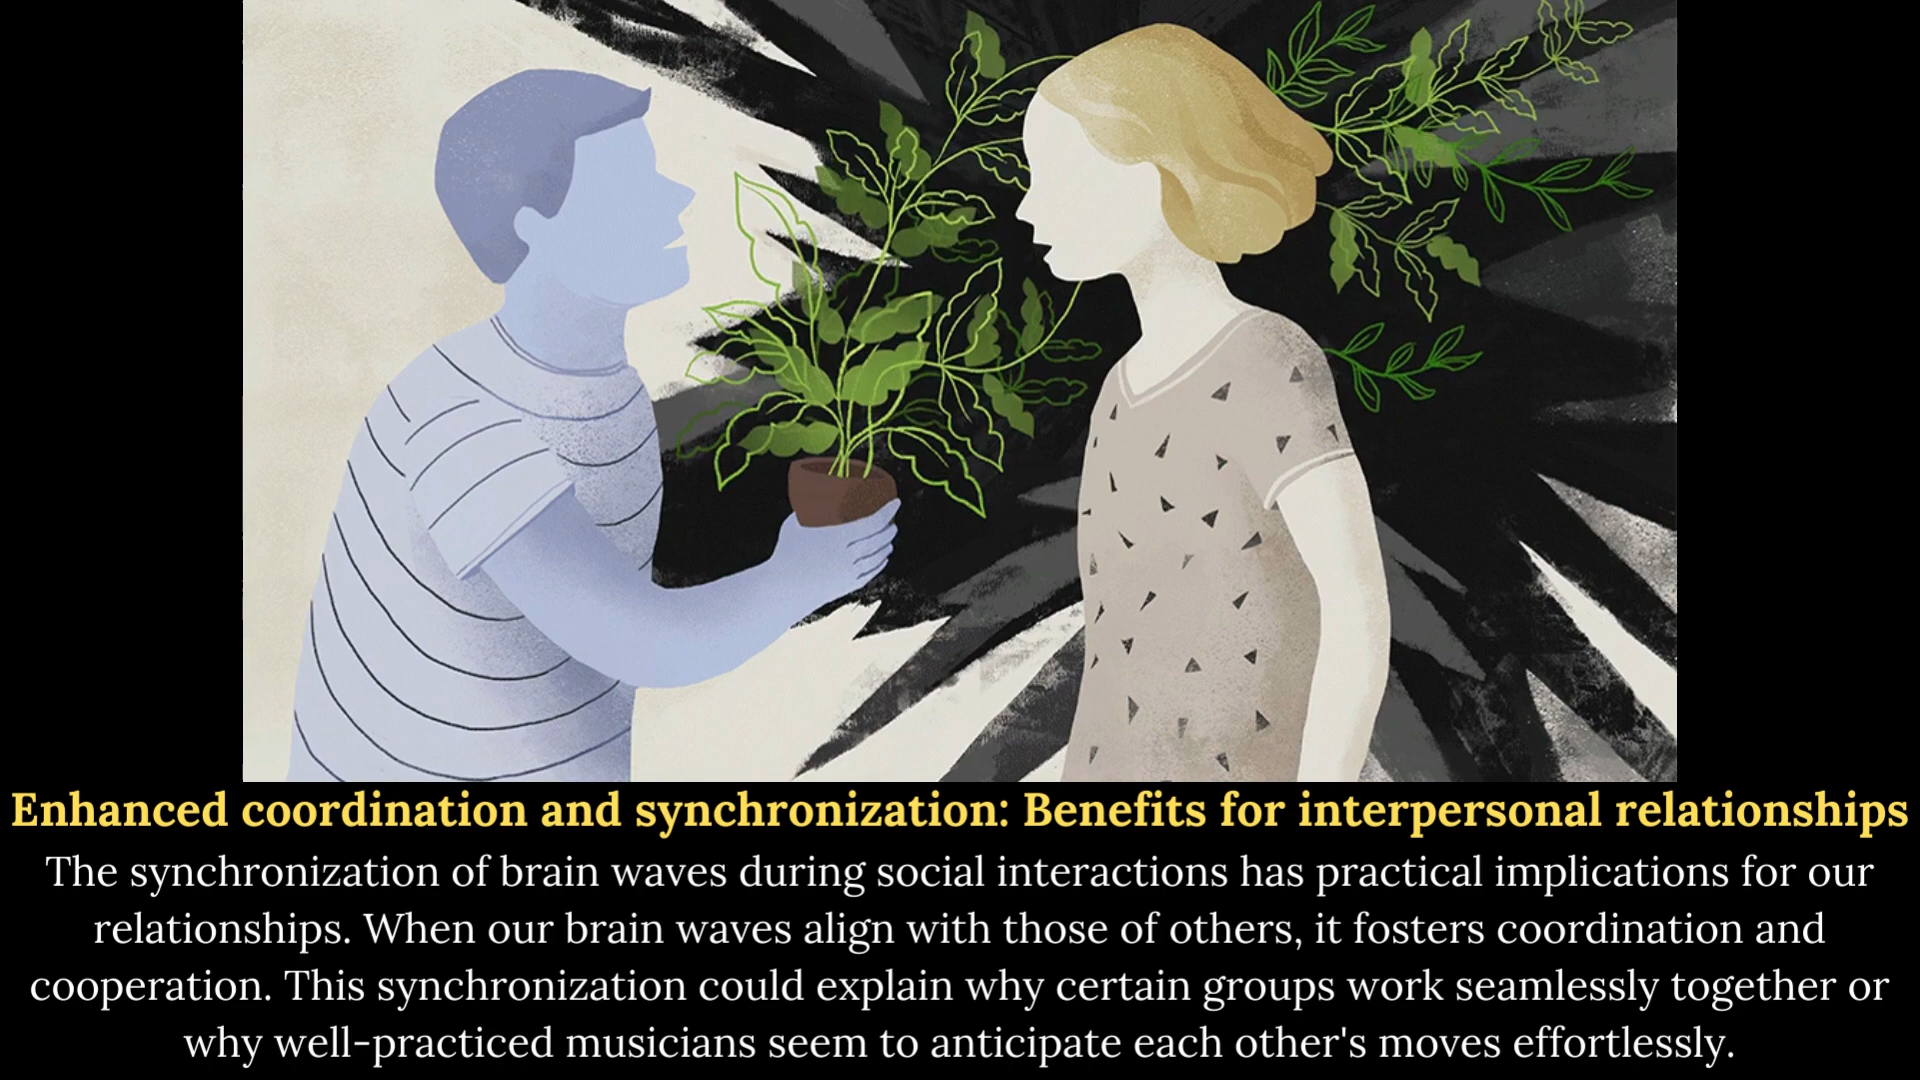 Enhanced coordination and synchronization: Benefits for interpersonal relationships
The synchronization of brain waves during social interactions has practical implications for our
relationships. When our brain waves align with those of others, it fosters coordination and
cooperation. This synchronization could explain why certain groups work seamlessly together or
why well-practiced musicians seem to anticipate each other's moves effortlessly.